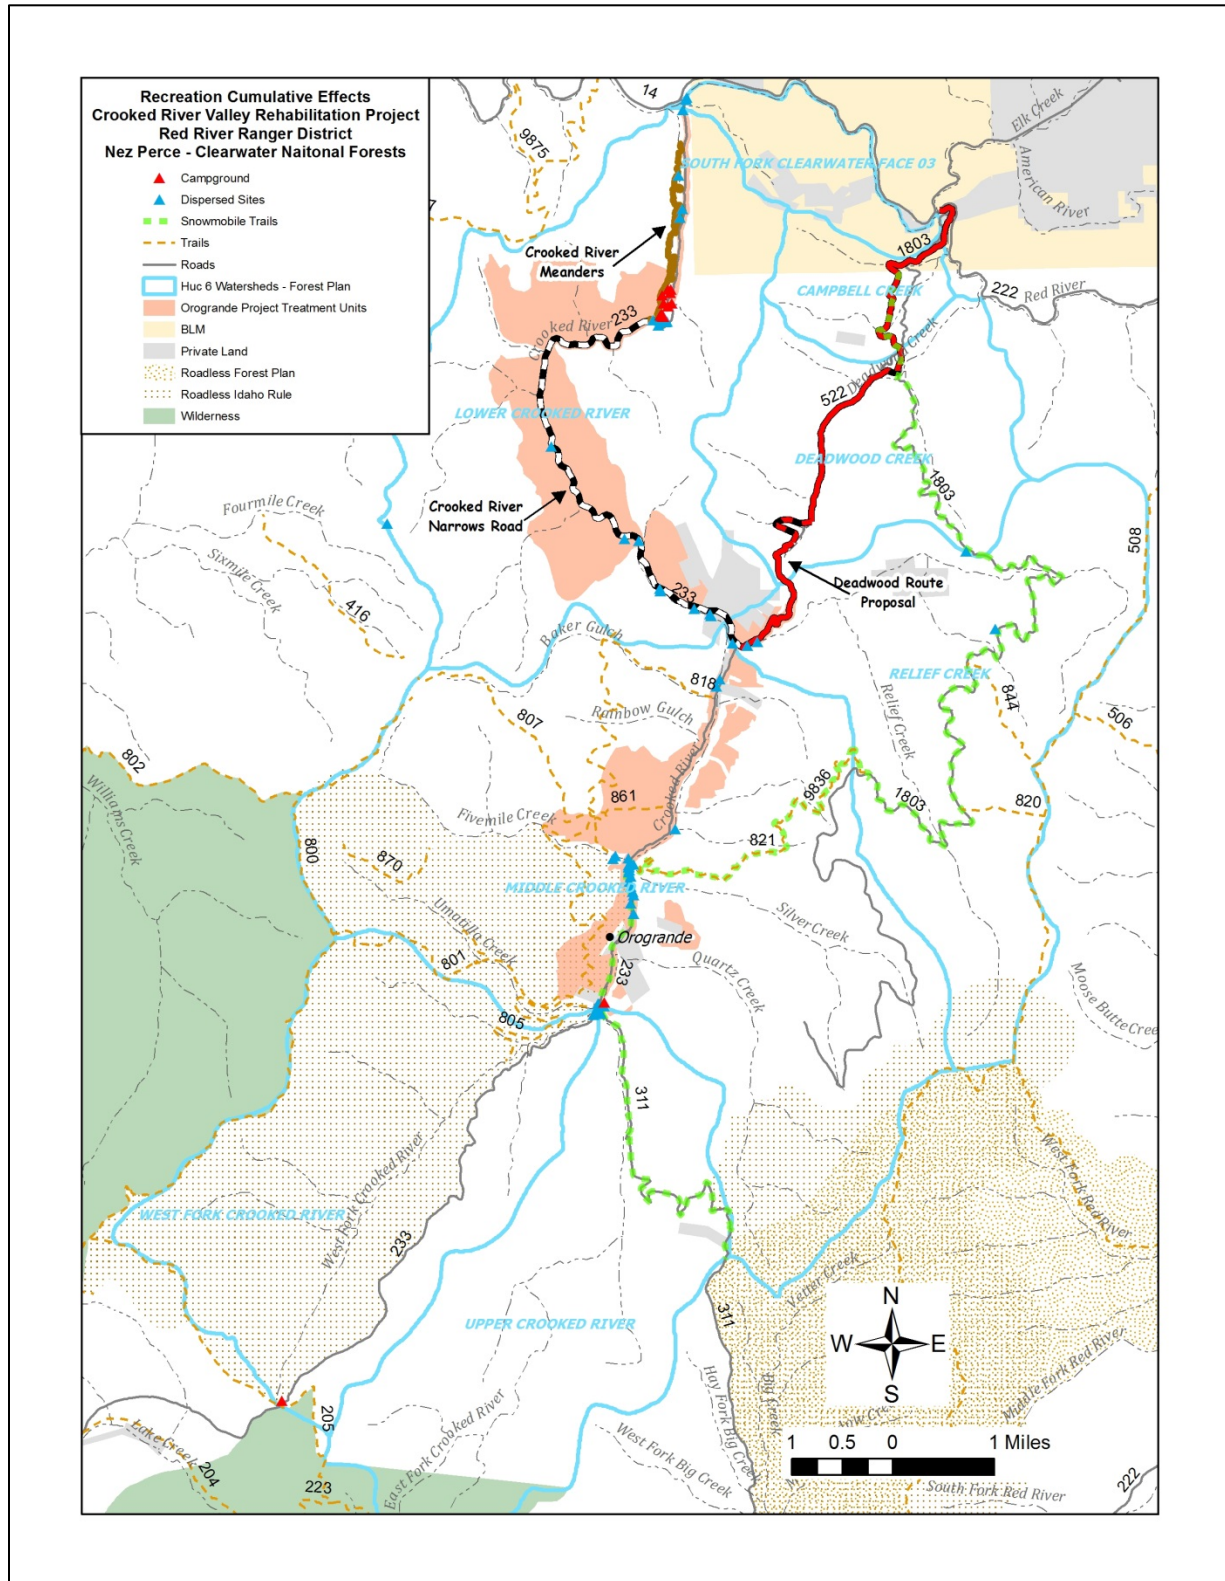 Recreation Cumulative Effects
Crooked River Valley Rehabilitation Project
Red River Ranger District
Nez Perce - Clearwater Naitonal Forests
Campground
Dispersed Sites
Snowmobile Trails
Trails
Roads
Huc 6 Watersheds - Forest Plan
Orogrande Project Treatment Units
BLM
Private Land
Roadless Forest Plan
Roadless Idaho Rule
Wilderness
14
9875
7
Elk Creek
American River
SOUTH FORK CLEARWATER FACE 03
Crooked River
Meanders
1803
CAMPBELL CREEK
222
Red River
233
Crooked River
Deadwood Creek
522
LOWER CROOKED RIVER
DEADWOOD CREEK
1803
Crooked River
Narrows Road
Fourmile Creek
Sixmile Creek
416
508
233
Deadwood Route
Proposal
Baker Gulch
818
RELIEF CREEK
Relief Creek
844
506
807
Rainbow Gulch
802
Williams Creek
861
Crooked River
9836
1803
820
Fivemile Creek
821
800
870
MIDDLE CROOKED RIVER
Umatilla Creek
Silver Creek
Orogrande
801
233
Quartz Creek
Moose Butte Cree
805
311
West Fork Crooked River
West Fork Red River
WEST FORK CROOKED RIVER
233
Vetter Creek
UPPER CROOKED RIVER
311
N
W
E
S
Middle Fork Red River
Hay Fork Big Creek
Big Creek
ow Cr
205
Lake Creek
204
223
East Fork Crooked River
West Fork Big Creek
1 0.5 0 1 Miles
South Fork Red River
222